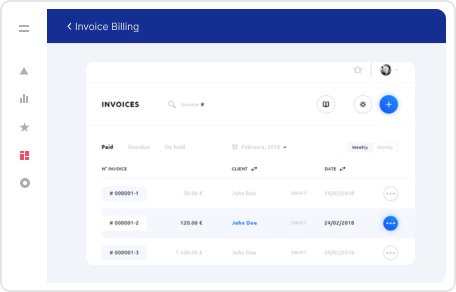 Invoice Billing
INVOICES
Invoice #
Paid Overdue On hold February, 2018 Weekly Weerly
N° INVOICE CLIENT DATE
# 000001-1 50.00 € John Doe DRAFT 24/02/2018
# 000001-2 120.00 € John Doe DRAFT 24/02/2018
# 000001-3 1 500.00 € John Doe DRAFT 24/02/2018